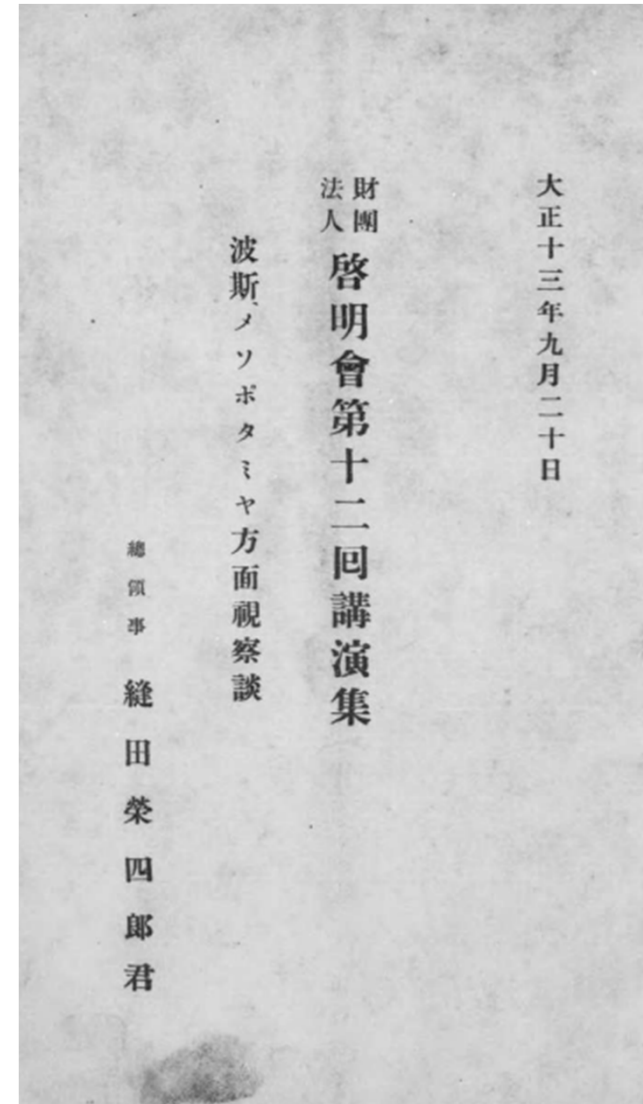 大正十三年九月二十日
財團法人 啓明會第十二回講演集
波斯、メソポタミヤ方面視察談
總領事 縫田榮四郎君